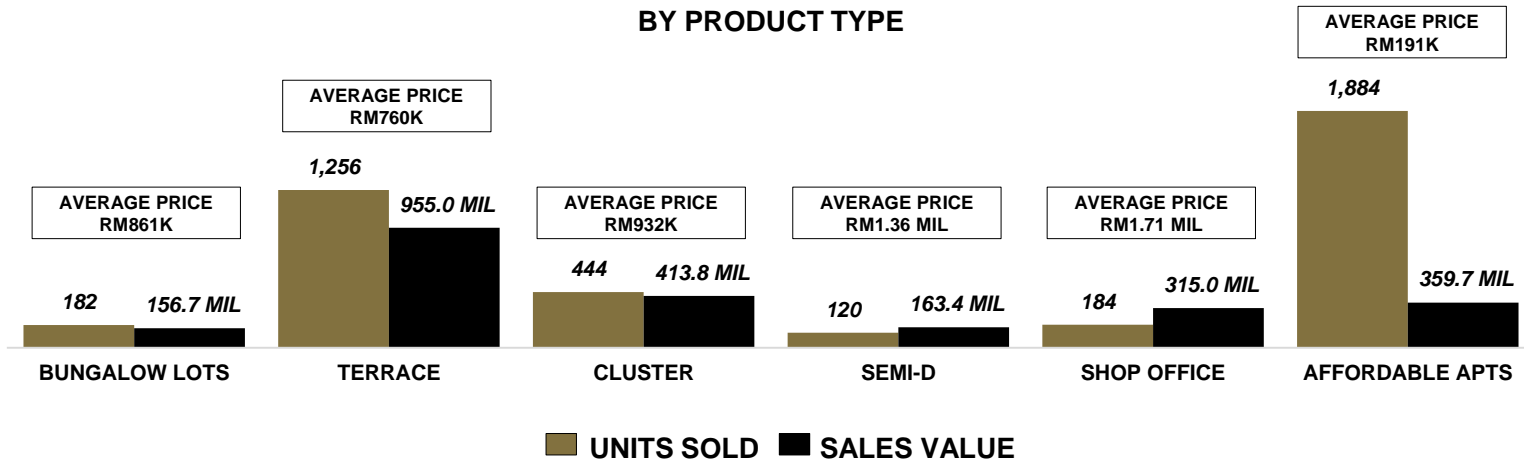 BY PRODUCT TYPE
AVERAGE PRICE
RM861K
182
156.7 MIL
BUNGALOW LOTS
AVERAGE PRICE
RM760K
1,256
955.0 MIL
TERRACE
AVERAGE PRICE
RM932K
444
413.8 MIL
CLUSTER
AVERAGE PRICE
RM1.36 MIL
120
163.4 MIL
SEMI-D
AVERAGE PRICE
RM1.71 MIL
184
315.0 MIL
SHOP OFFICE
AVERAGE PRICE
RM191K
1,884
359.7 MIL
AFFORDABLE APTS
UNITS SOLD
SALES VALUE